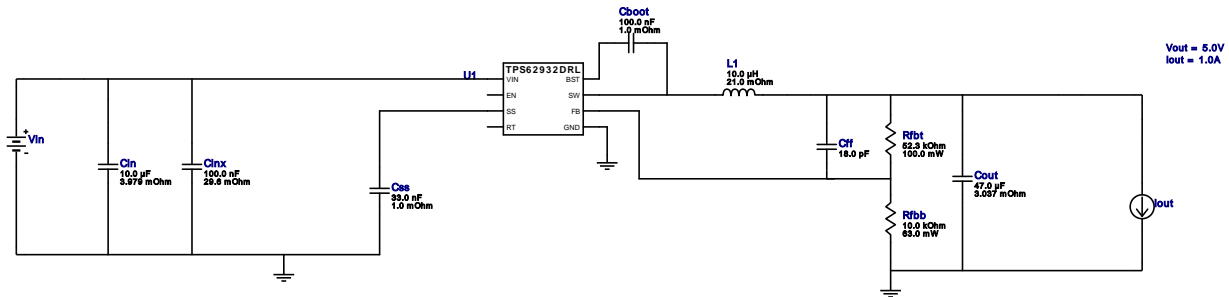 Cboot
100.0 nF
1.0 mOhm
Vout = 5.0V
Iout = 1.0A
U1
TPS62932DRL
VIN
BST
EN
SW
SS
FB
RT
GND
L1
10.0 µH
21.0 mOhm
+
Vin
-
Cin
10.0 µF
3.979 mOhm
Cinx
100.0 nF
29.6 mOhm
Css
33.0 nF
1.0 mOhm
Cff
18.0 pF
Rfbt
52.3 kOhm
100.0 mW
Cout
47.0 µF
3.037 mOhm
Rfbb
10.0 kOhm
63.0 mW
Iout